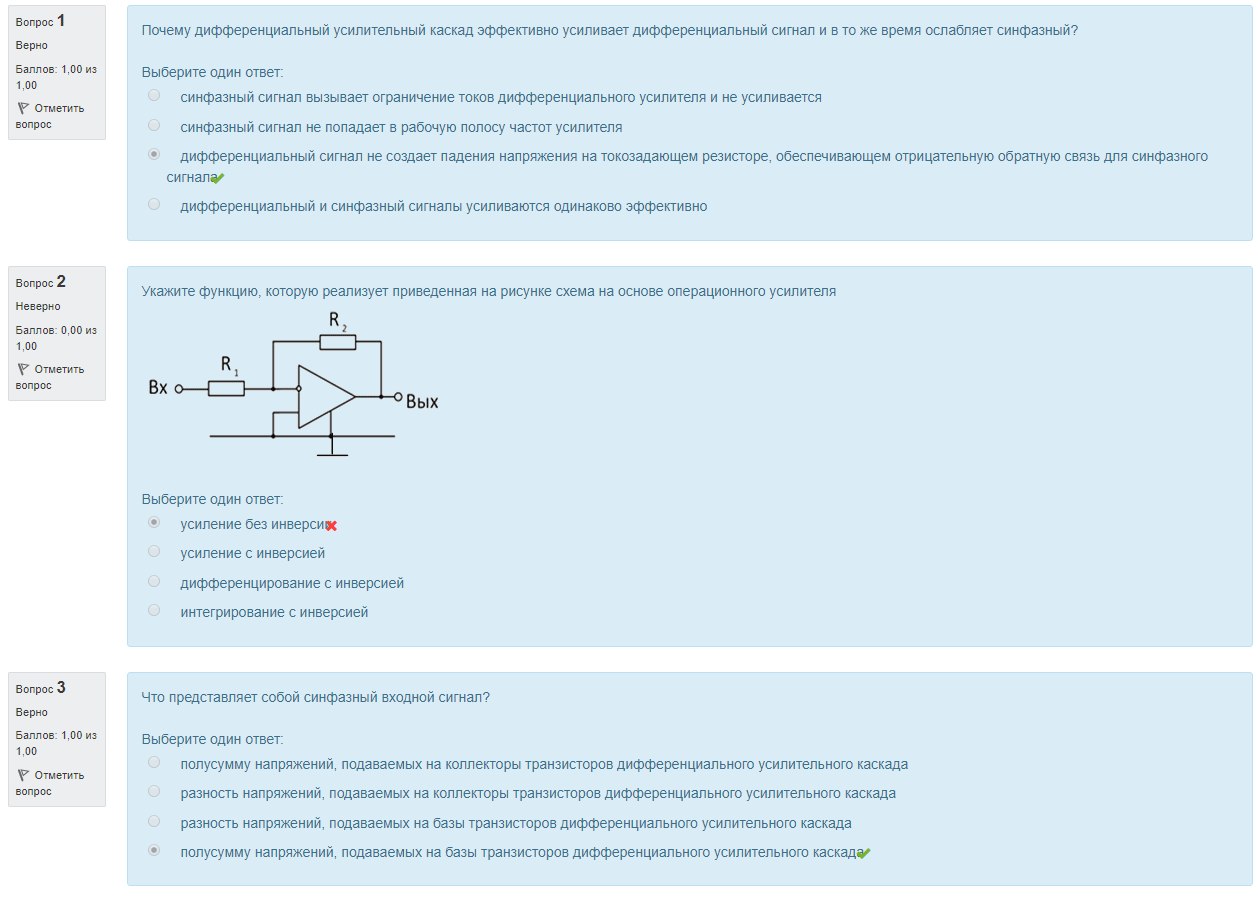 Вопрос 1
Верно
Баллов: 1,00 из
1,00
Отметить
вопрос
Почему дифференциальный усилительный каскад эффективно усиливает дифференциальный сигнал и в то же время ослабляет синфазный?
Выберите один ответ:
синфазный сигнал вызывает ограничение токов дифференциального усилителя и не усиливается
синфазный сигнал не попадает в рабочую полосу частот усилителя
дифференциальный сигнал не создает падения напряжения на токозадающем резисторе, обеспечивающем отрицательную обратную связь для синфазного
сигнала
дифференциальный и синфазный сигналы усиливаются одинаково эффективно
Вопрос 2
Неверно
Баллов: 0,00 из
1,00
Отметить
вопрос
Укажите функцию, которую реализует приведенная на рисунке схема на основе операционного усилителя
R2
R1
Вх
Вых
Выберите один ответ:
усиление без инверсии
усиление с инверсией
дифференцирование с инверсией
интегрирование с инверсией
Вопрос 3
Верно
Баллов: 1,00 из
1,00
Отметить
вопрос
Что представляет собой синфазный входной сигнал?
Выберите один ответ:
полусумму напряжений, подаваемых на коллекторы транзисторов дифференциального усилительного каскада
разность напряжений, подаваемых на коллекторы транзисторов дифференциального усилительного каскада
разность напряжений, подаваемых на базы транзисторов дифференциального усилительного каскада
полусумму напряжений, подаваемых на базы транзисторов дифференциального усилительного каскада